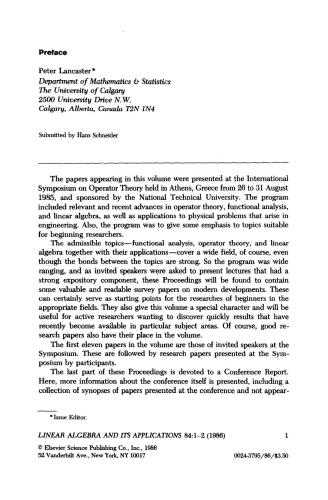 Preface
Peter Lancaster*
Department of Mathematics & Statistics
The University of Calgary
2500 University Drive N.W.
Calgary, Alberta, Canada T2N 1N4
Submitted by Hans Schneider
The papers appearing in this volume were presented at the International
Symposium on Operator Theory held in Athens, Greece from 26 to 31 August
1985, and sponsored by the National Technical University. The program
included relevant and recent advances in operator theory, functional analysis,
and linear algebra, as well as applications to physical problems that arise in
engineering. Also, the program was to give some emphasis to topics suitable
for beginning researchers.
The admissible topics—functional analysis, operator theory, and linear
algebra together with their applications—cover a wide field, of course, even
though the bonds between the topics are strong. So the program was wide
ranging, and as invited speakers were asked to present lectures that had a
strong expository component, these Proceedings will be found to contain
some valuable and readable survey papers on modern developments. These
can certainly serve as starting points for the researches of beginners in the
appropriate fields. They also give this volume a special character and will be
useful for active researchers wanting to discover quickly results that have
recently become available in particular subject areas. Of course, good re-
search papers also have their place in the volume.
The first eleven papers in the volume are those of invited speakers at the
Symposium. These are followed by research papers presented at the Sym-
posium by participants.
The last part of these Proceedings is devoted to a Conference Report.
Here, more information about the conference itself is presented, including a
collection of synopses of papers presented at the conference and not appear-
*Issue Editor.
LINEAR ALGEBRA AND ITS APPLICATIONS 84:1–2 (1986) 1
© Elsevier Science Publishing Co., Inc., 1986
52 Vanderbilt Ave., New York, NY 10017 0024-3795/86/$3.50